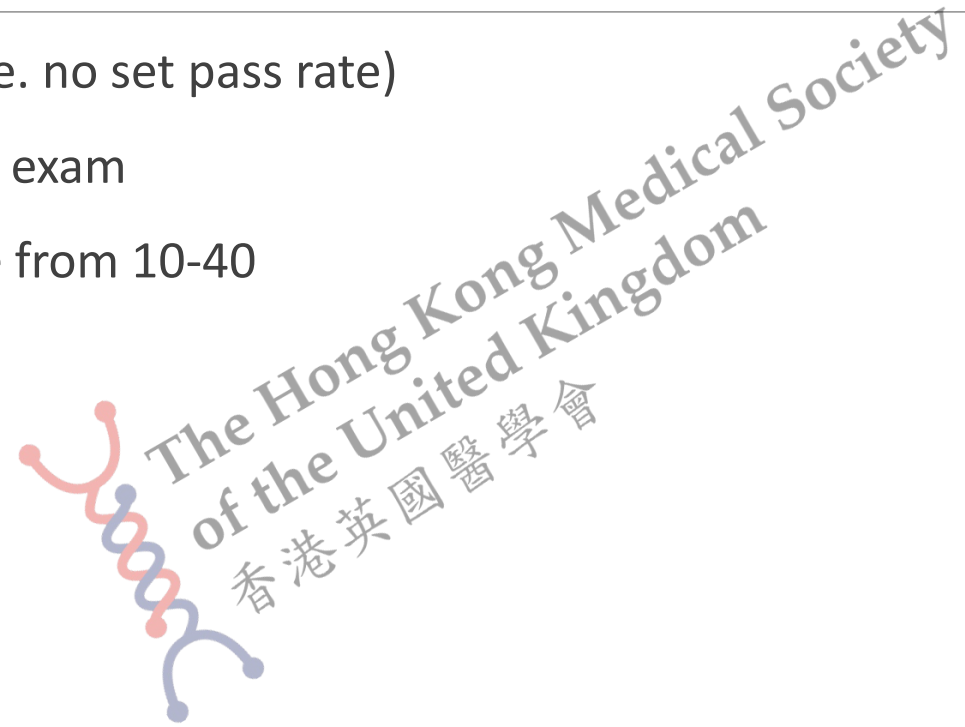 e. no set pass rate)
exam
from 10-40
The Hong Kong Medical Society
of the United Kingdom
香港英國醫學會